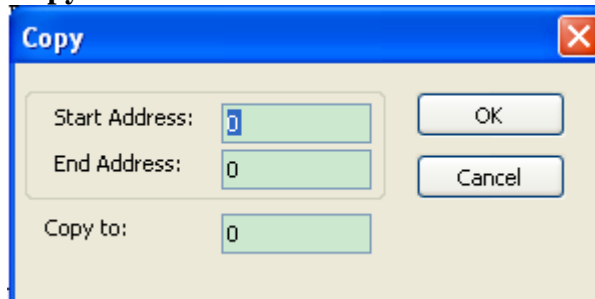 Copy
Start Address: 0
OK
End Address: 0
Cancel
Copy to: 0